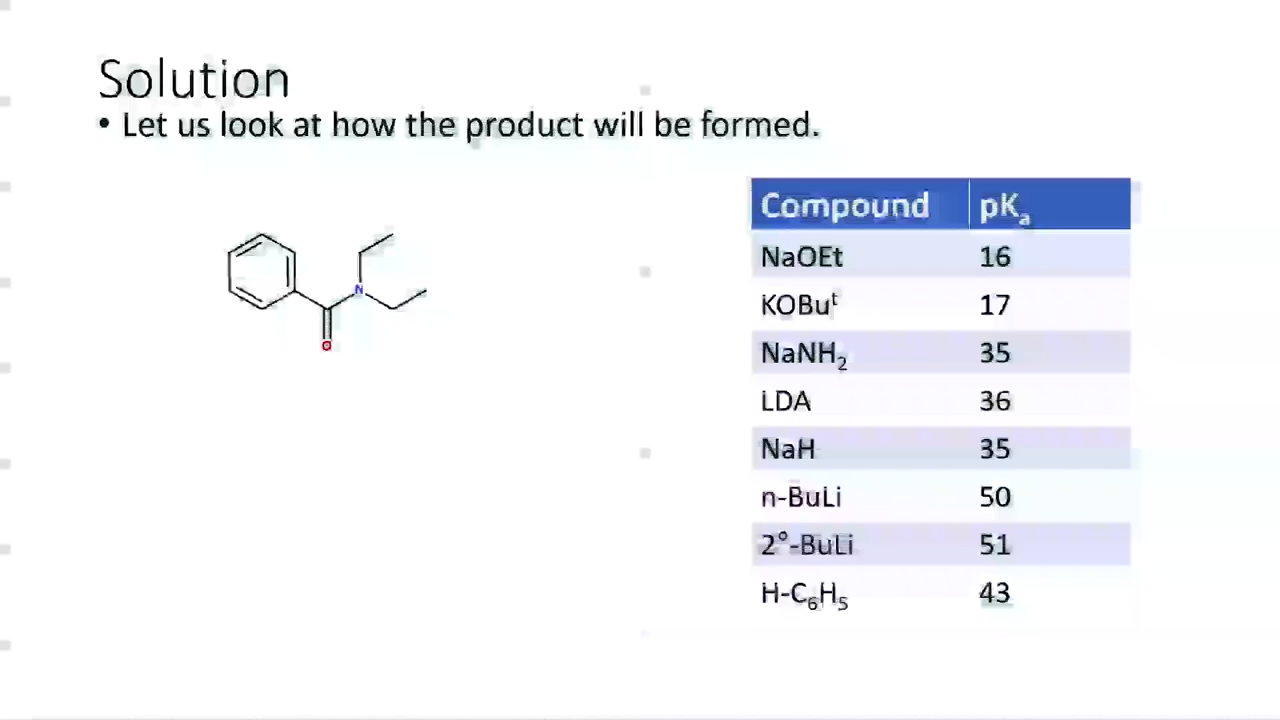 Solution
• Let us look at how the product will be formed.
N
O
Compound pKₐ
NaOEt 16
KOBuᵗ 17
NaNH₂ 35
LDA 36
NaH 35
n-BuLi 50
2°-BuLi 51
H-C₆H₅ 43